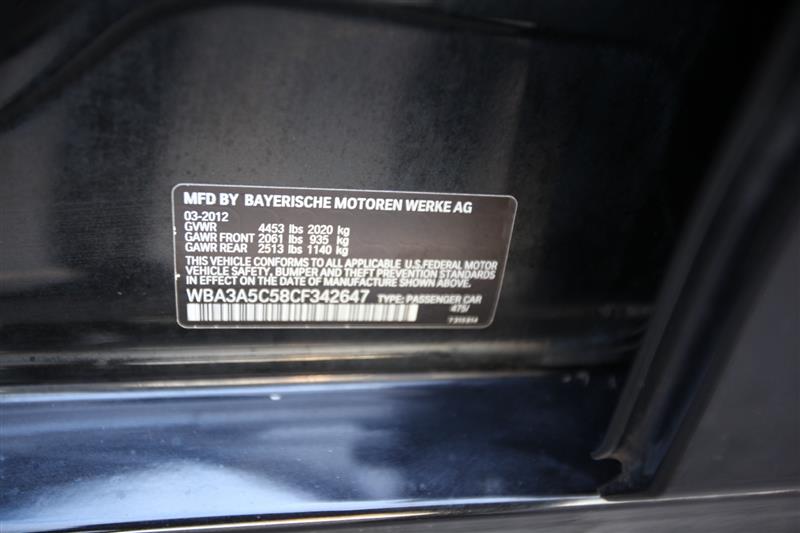 MFD BY BAYERISCHE MOTOREN WERKE AG
03-2012
GVWR 4453 lbs 2020 kg
GAWR FRONT 2061 lbs 935 kg
GAWR REAR 2513 lbs 1140 kg
THIS VEHICLE CONFORMS TO ALL APPLICABLE U.S.FEDERAL MOTOR
VEHICLE SAFETY, BUMPER AND THEFT PREVENTION STANDARDS
IN EFFECT ON THE DATE OF MANUFACTURE SHOWN ABOVE.
WBA3A5C58CF342647 TYPE: PASSENGER CAR
475/